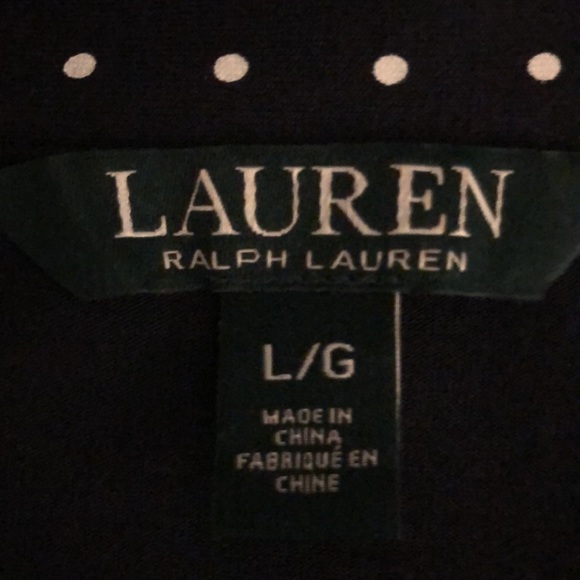 LAUREN
RALPH LAUREN
L/G
MADE IN
CHINA
FABRIQUÉ EN
CHINE